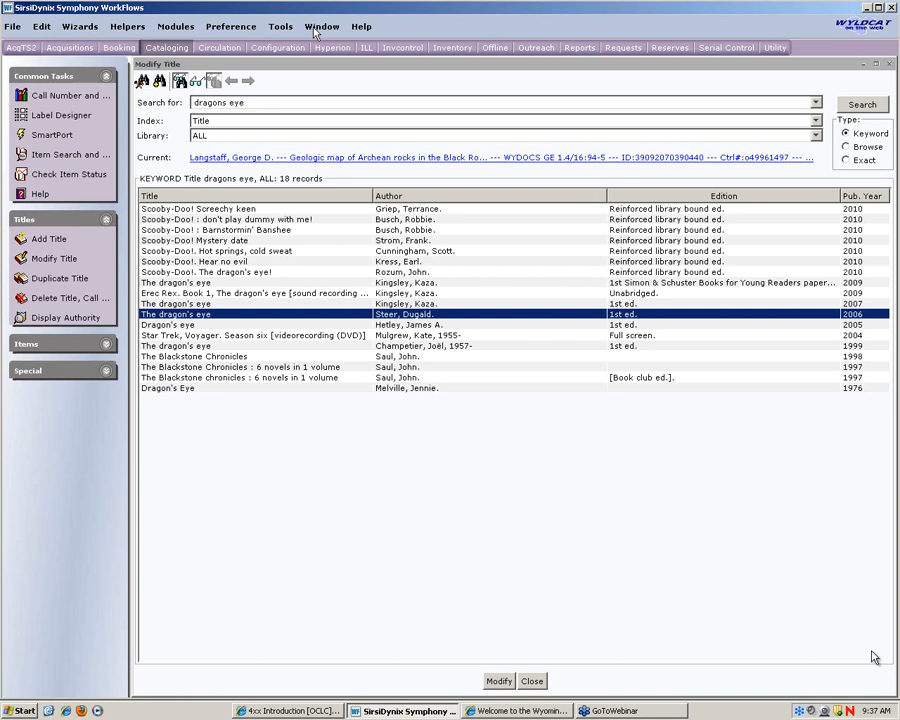 SirsiDynix Symphony WorkFlows
File Edit Wizards Helpers Modules Preference Tools Window Help
WYLDCAT
on the Web
AcqTS2 Acquisitions Booking Cataloging Circulation Configuration Hyperion ILL Invcontrol Inventory Offline Outreach Reports Requests Reserves Serial Control Utility
Common Tasks
Call Number and ...
Label Designer
SmartPort
Item Search and ...
Check Item Status
Help
Titles
Add Title
Modify Title
Duplicate Title
Delete Title, Call ...
Display Authority
Items
Special
Modify Title
Search for: dragons eye Search
Index: Title
Library: ALL
Type:
Keyword
Browse
Exact
Current: Langstaff, George D. --- Geologic map of Archean rocks in the Black Ro... --- WYDOCS GE 1.4/16:94-5 --- ID:39092070390440 --- Ctrl#:o49961497 --- ...
KEYWORD Title dragons eye, ALL: 18 records
Title Author Edition Pub. Year
Scooby-Doo! Screechy keen Griep, Terrance. Reinforced library bound ed. 2010
Scooby-Doo! : don't play dummy with me! Busch, Robbie. Reinforced library bound ed. 2010
Scooby-Doo! : Barnstormin' Banshee Busch, Robbie. Reinforced library bound ed. 2010
Scooby-Doo! Mystery date Strom, Frank. Reinforced library bound ed. 2010
Scooby-Doo!. Hot springs, cold sweat Cunningham, Scott. Reinforced library bound ed. 2010
Scooby-Doo!. Hear no evil Kress, Earl. Reinforced library bound ed. 2010
Scooby-Doo!. The dragon's eye! Rozum, John. Reinforced library bound ed. 2010
The dragon's eye Kingsley, Kaza. 1st Simon & Schuster Books for Young Readers paper... 2009
Erec Rex. Book 1, The dragon's eye [sound recording ... Kingsley, Kaza. Unabridged. 2009
The dragon's eye Kingsley, Kaza. 1st ed. 2007
The dragon's eye Steer, Dugald. 1st ed. 2006
Dragon's eye Hetley, James A. 1st ed. 2005
Star Trek, Voyager. Season six [videorecording (DVD)] Mulgrew, Kate, 1955- Full screen. 2004
The dragon's eye Champetier, Joël, 1957- 1st ed. 1999
The Blackstone Chronicles Saul, John. 1998
The Blackstone Chronicles : 6 novels in 1 volume Saul, John. 1997
The Blackstone chronicles : 6 novels in 1 volume Saul, John. [Book club ed.]. 1997
Dragon's Eye Melville, Jennie. 1976
Modify Close
Start 4xx Introduction [OCLC]... SirsiDynix Symphony ... Welcome to the Wyomin... GoToWebinar 9:37 AM